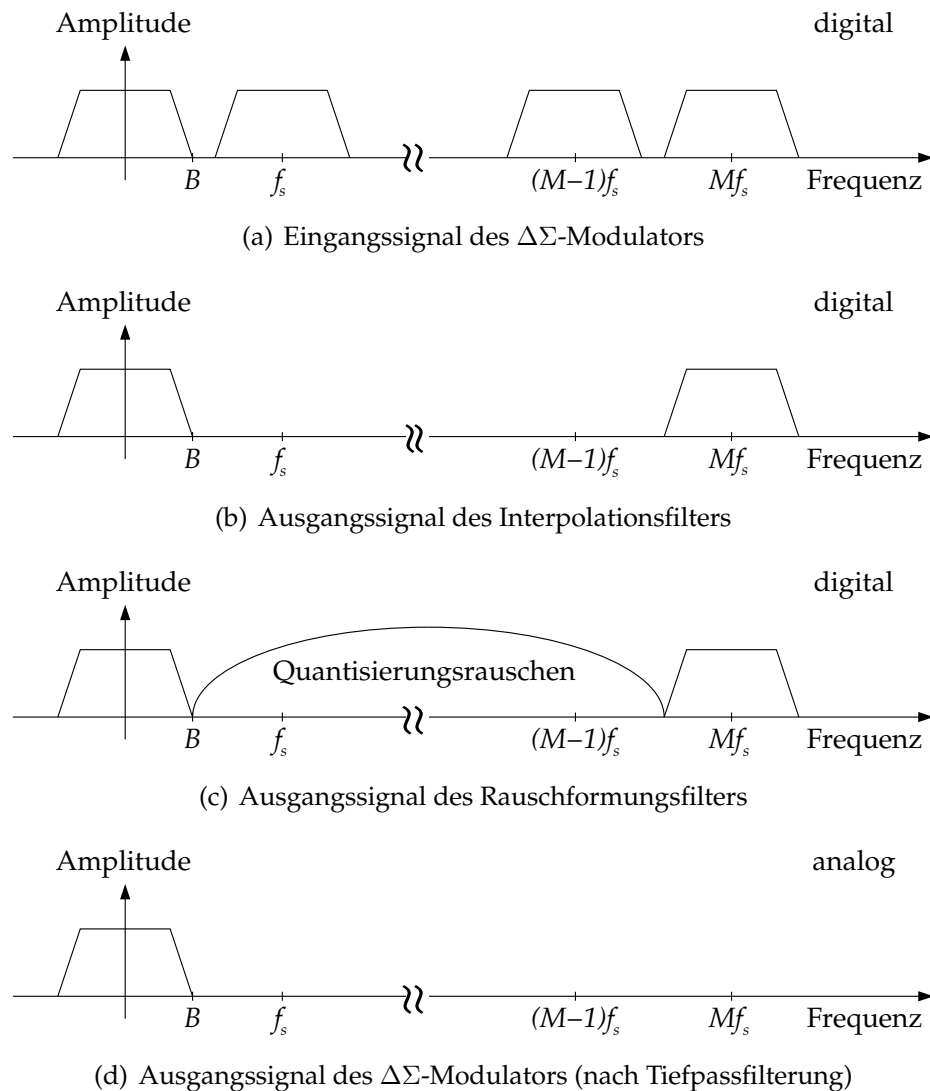 Amplitude digital
B f_s (M–1)f_s Mf_s Frequenz
(a) Eingangssignal des ΔΣ-Modulators
Amplitude digital
B f_s (M–1)f_s Mf_s Frequenz
(b) Ausgangssignal des Interpolationsfilters
Amplitude digital
Quantisierungsrauschen
B f_s (M–1)f_s Mf_s Frequenz
(c) Ausgangssignal des Rauschformungsfilters
Amplitude analog
B f_s (M–1)f_s Mf_s Frequenz
(d) Ausgangssignal des ΔΣ-Modulators (nach Tiefpassfilterung)